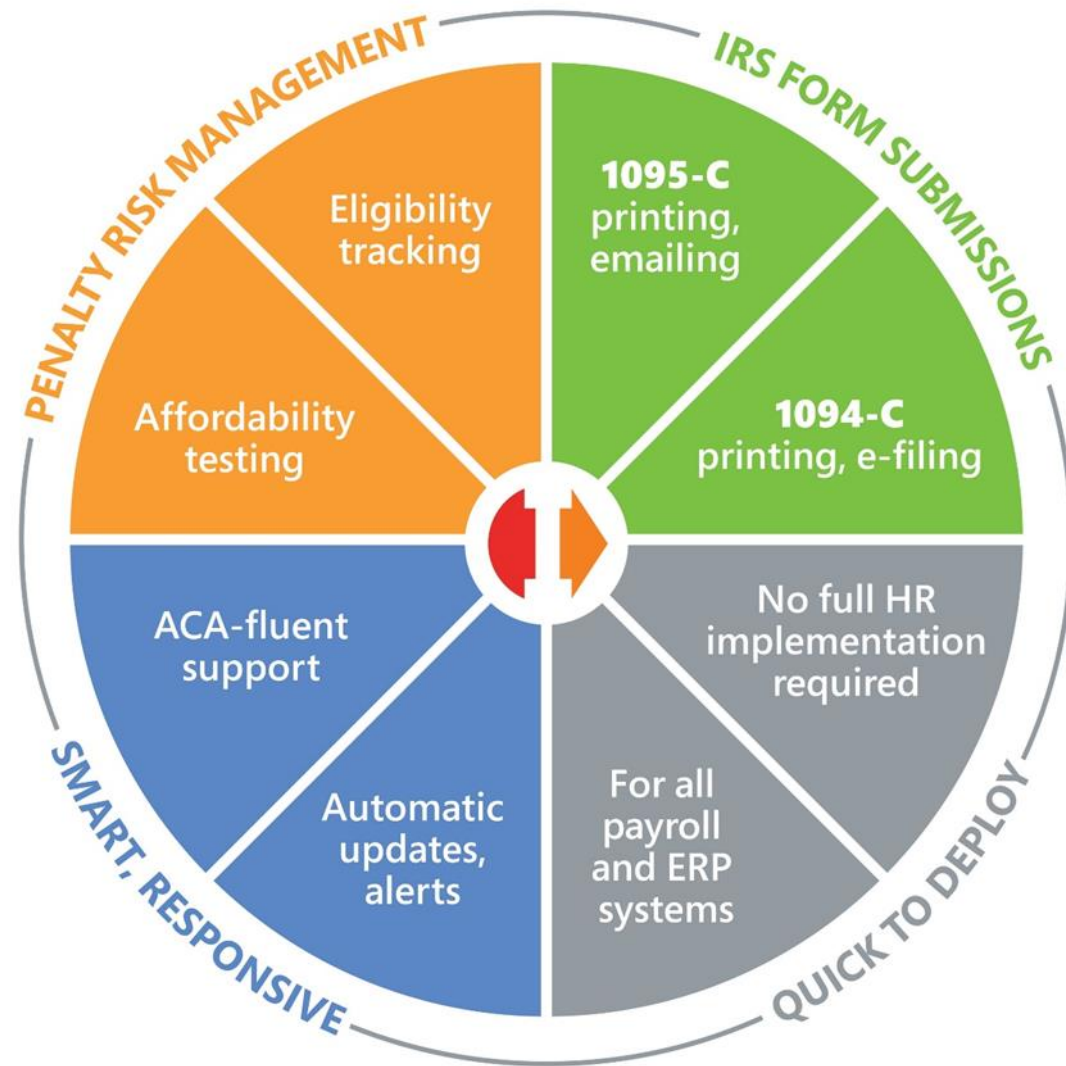 PENALTY RISK MANAGEMENT
IRS FORM SUBMISSIONS
Eligibility
tracking
1095-C
printing,
emailing
Affordability
testing
1094-C
printing, e-filing
ACA-fluent
support
No full HR
implementation
required
Automatic
updates,
alerts
For all
payroll
and ERP
systems
SMART, RESPONSIVE
QUICK TO DEPLOY